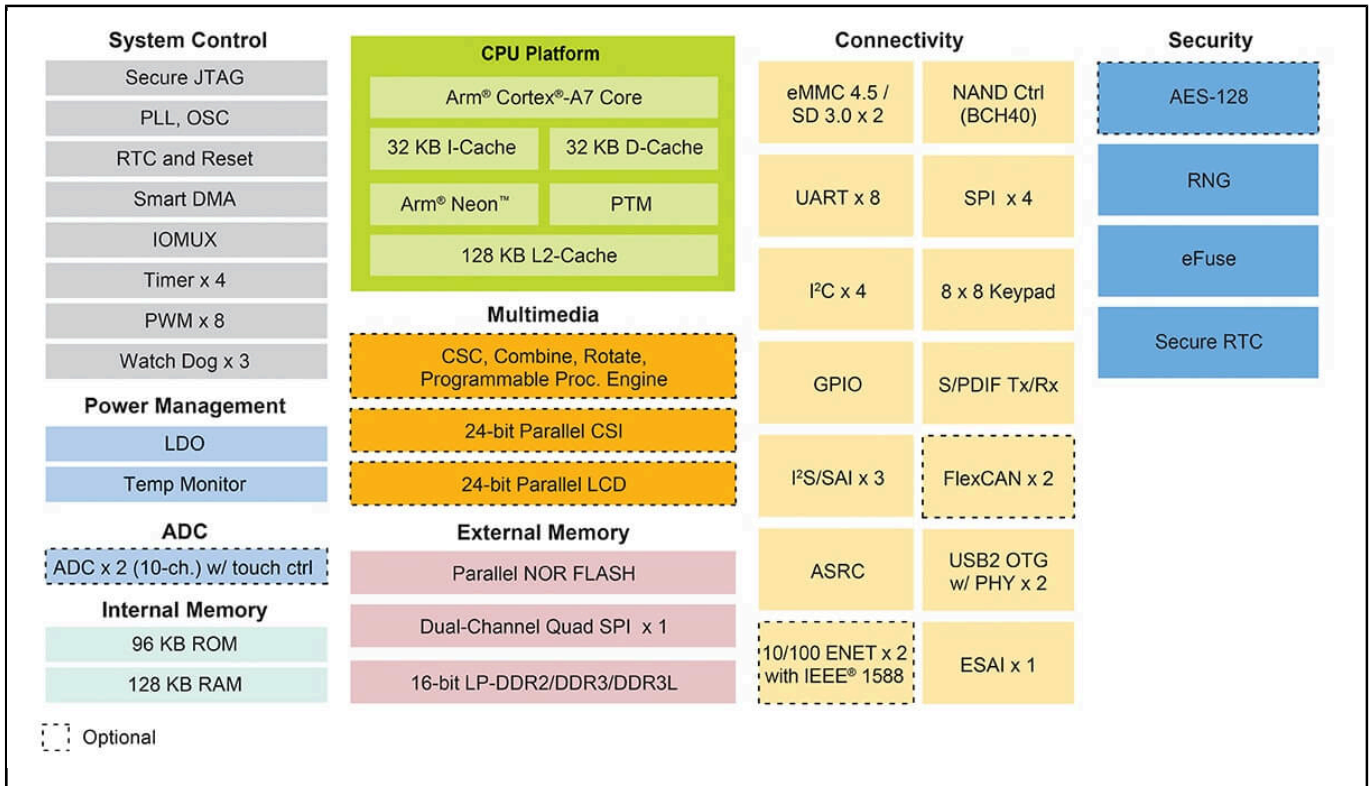 System Control
Secure JTAG
PLL, OSC
RTC and Reset
Smart DMA
IOMUX
Timer x 4
PWM x 8
Watch Dog x 3
Power Management
LDO
Temp Monitor
ADC
ADC x 2 (10-ch.) w/ touch ctrl
Internal Memory
96 KB ROM
128 KB RAM
Optional
CPU Platform
Arm® Cortex®-A7 Core
32 KB I-Cache
32 KB D-Cache
Arm® Neon™
PTM
128 KB L2-Cache
Multimedia
CSC, Combine, Rotate,
Programmable Proc. Engine
24-bit Parallel CSI
24-bit Parallel LCD
External Memory
Parallel NOR FLASH
Dual-Channel Quad SPI x 1
16-bit LP-DDR2/DDR3/DDR3L
Connectivity
eMMC 4.5 /
SD 3.0 x 2
NAND Ctrl
(BCH40)
UART x 8
SPI x 4
I²C x 4
8 x 8 Keypad
GPIO
S/PDIF Tx/Rx
I²S/SAI x 3
FlexCAN x 2
ASRC
USB2 OTG
w/ PHY x 2
10/100 ENET x 2
with IEEE® 1588
ESAI x 1
Security
AES-128
RNG
eFuse
Secure RTC